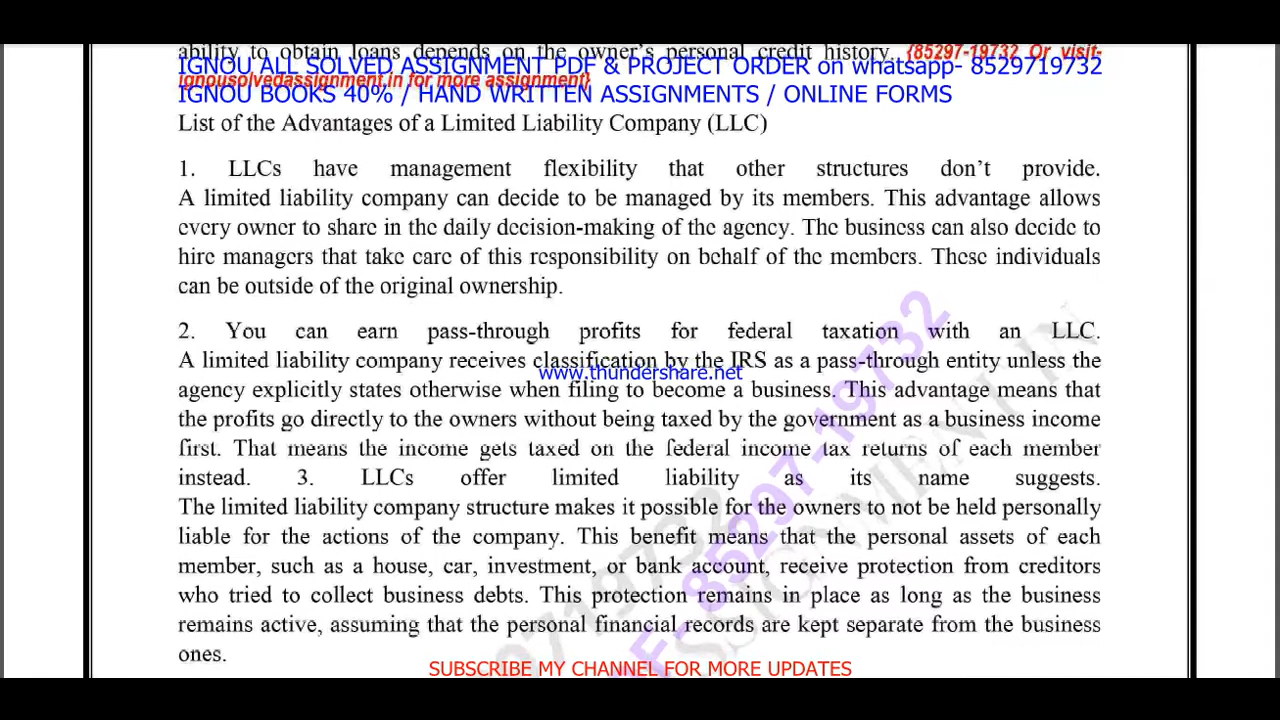 ability to obtain loans depends on the owner’s personal credit history. {85297-19732 Or visit-
IGNOU ALL SOLVED ASSIGNMENT PDF & PROJECT ORDER on whatsapp- 8529719732
ignousolvedassignment.in for more assignment}
IGNOU BOOKS 40% / HAND WRITTEN ASSIGNMENTS / ONLINE FORMS
List of the Advantages of a Limited Liability Company (LLC)
1. LLCs have management flexibility that other structures don’t provide.
A limited liability company can decide to be managed by its members. This advantage allows
every owner to share in the daily decision-making of the agency. The business can also decide to
hire managers that take care of this responsibility on behalf of the members. These individuals
can be outside of the original ownership.
2. You can earn pass-through profits for federal taxation with an LLC.
A limited liability company receives classification by the IRS as a pass-through entity unless the
www.thundershare.net
agency explicitly states otherwise when filing to become a business. This advantage means that
the profits go directly to the owners without being taxed by the government as a business income
first. That means the income gets taxed on the federal income tax returns of each member
instead. 3. LLCs offer limited liability as its name suggests.
The limited liability company structure makes it possible for the owners to not be held personally
liable for the actions of the company. This benefit means that the personal assets of each
member, such as a house, car, investment, or bank account, receive protection from creditors
who tried to collect business debts. This protection remains in place as long as the business
remains active, assuming that the personal financial records are kept separate from the business
ones.
85297-19732
SUBSCRIBE MY CHANNEL FOR MORE UPDATES